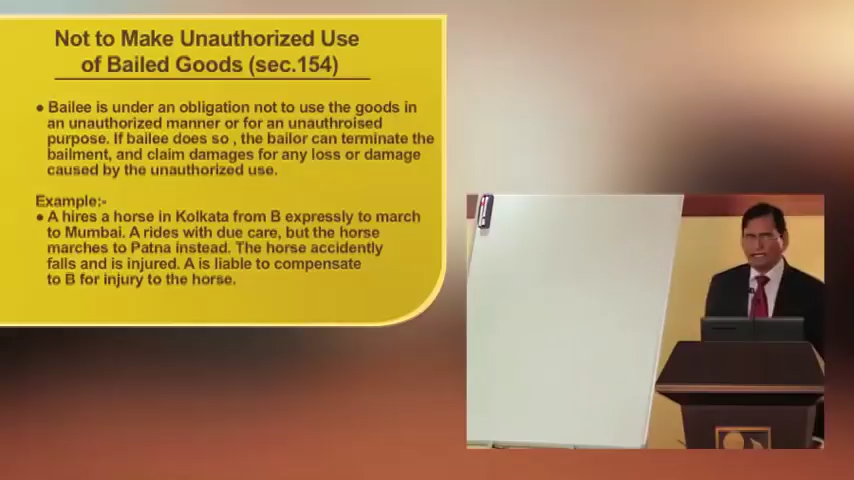 Not to Make Unauthorized Use
of Bailed Goods (sec.154)
● Bailee is under an obligation not to use the goods in
an unauthorized manner or for an unauthroised
purpose. If bailee does so , the bailor can terminate the
bailment, and claim damages for any loss or damage
caused by the unauthorized use.
Example:-
● A hires a horse in Kolkata from B expressly to march
to Mumbai. A rides with due care, but the horse
marches to Patna instead. The horse accidently
falls and is injured. A is liable to compensate
to B for injury to the horse.